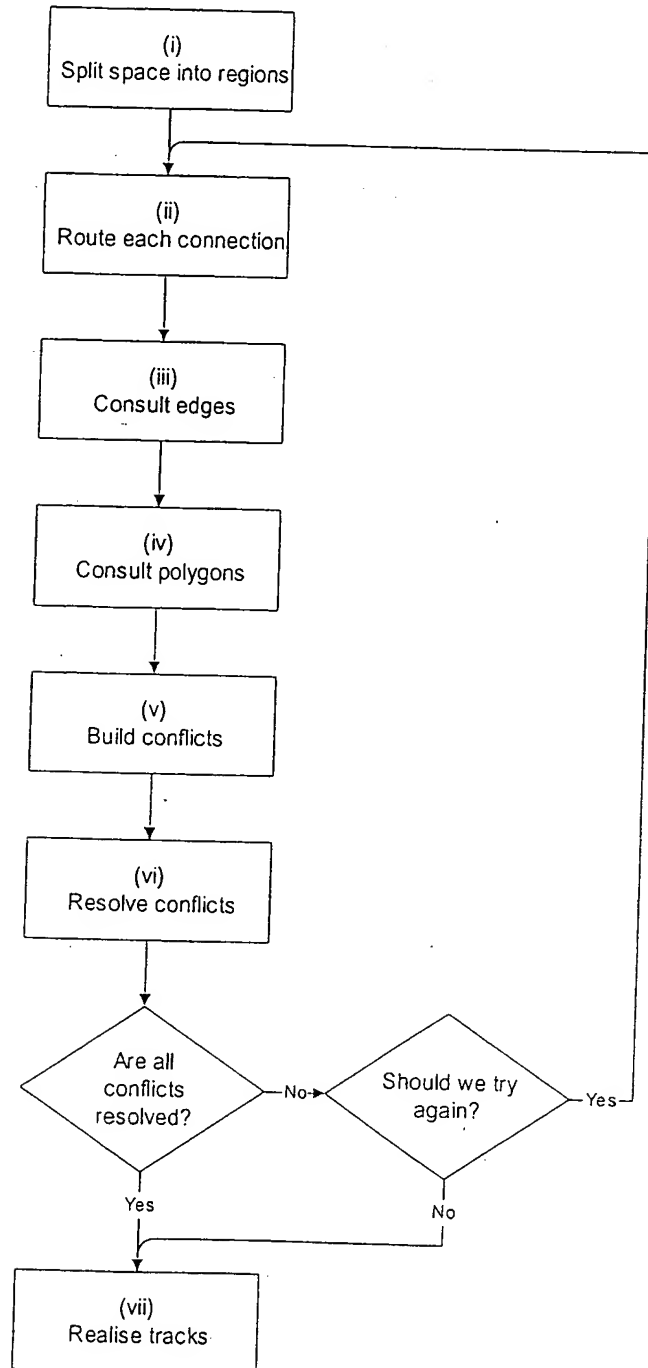 (i)
Split space into regions
(ii)
Route each connection
(iii)
Consult edges
(iv)
Consult polygons
(v)
Build conflicts
(vi)
Resolve conflicts
Are all
conflicts
resolved?
No
Should we try
again?
Yes
Yes
No
(vii)
Realise tracks